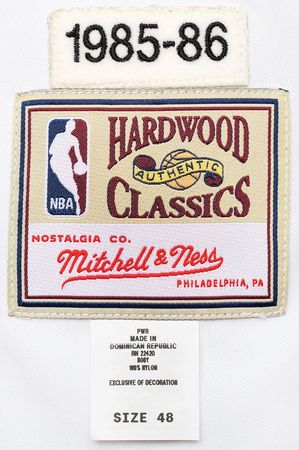 1985-86
HARDWOOD
AUTHENTIC
CLASSICS
NBA
NOSTALGIA CO.
Mitchell & Ness
PHILADELPHIA, PA
PWR
MADE IN
DOMINICAN REPUBLIC
RN 22420
BODY
100% NYLON
EXCLUSIVE OF DECORATION
SIZE 48